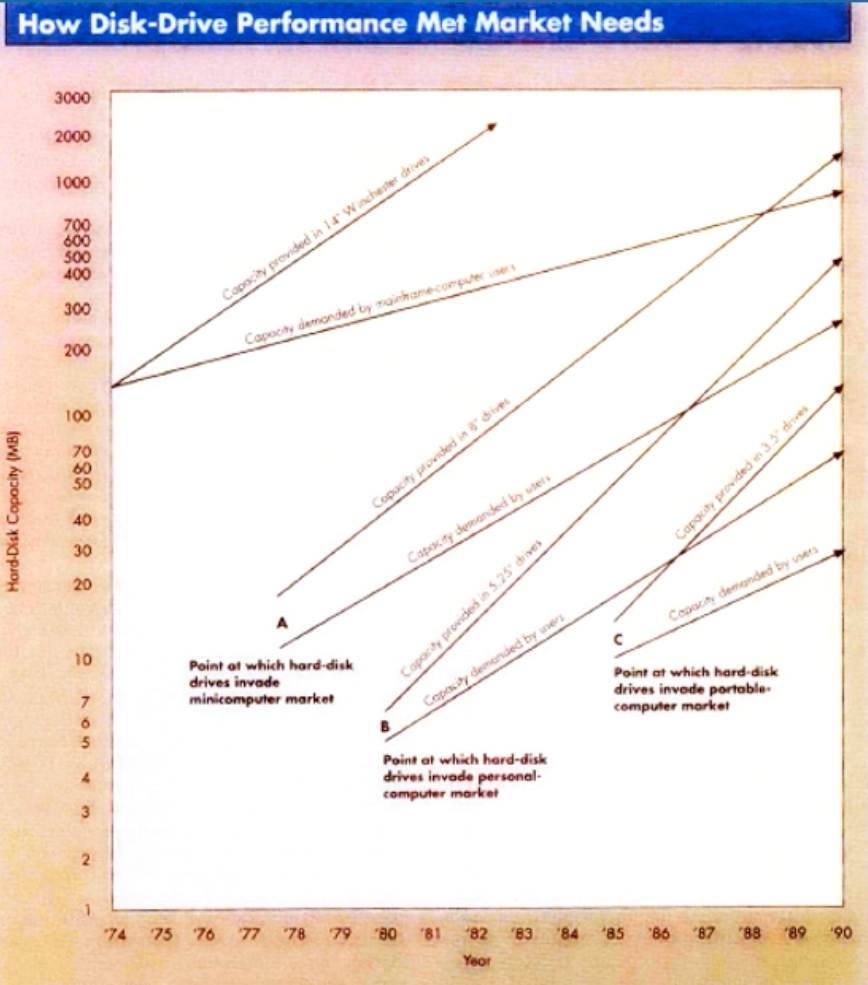 How Disk-Drive Performance Met Market Needs
3000
2000
1000
700
600
500
400
300
200
100
70
60
50
40
30
20
10
7
6
5
4
3
2
1
Hard-Disk Capacity (MB)
Capacity provided in 14" Winchester drives
Capacity demanded by mainframe-computer users
Capacity provided in 8" drives
Capacity demanded by users
Capacity provided in 5.25" drives
Capacity demanded by users
Capacity provided in 3.5" drives
Capacity demanded by users
A
Point at which hard-disk
drives invade
minicomputer market
B
Point at which hard-disk
drives invade personal-
computer market
C
Point at which hard-disk
drives invade portable-
computer market
'74 '75 '76 '77 '78 '79 '80 '81 '82 '83 '84 '85 '86 '87 '88 '89 '90
Year